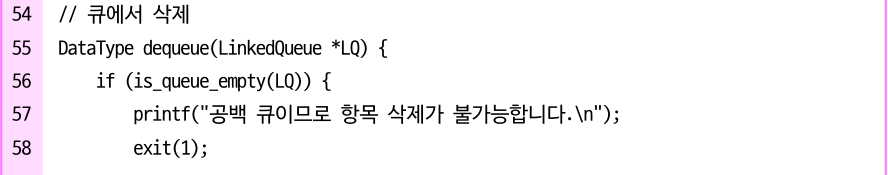 54 // 큐에서 삭제
55 DataType dequeue(LinkedQueue *LQ) {
56     if (is_queue_empty(LQ)) {
57         printf("공백 큐이므로 항목 삭제가 불가능합니다.\n");
58         exit(1);